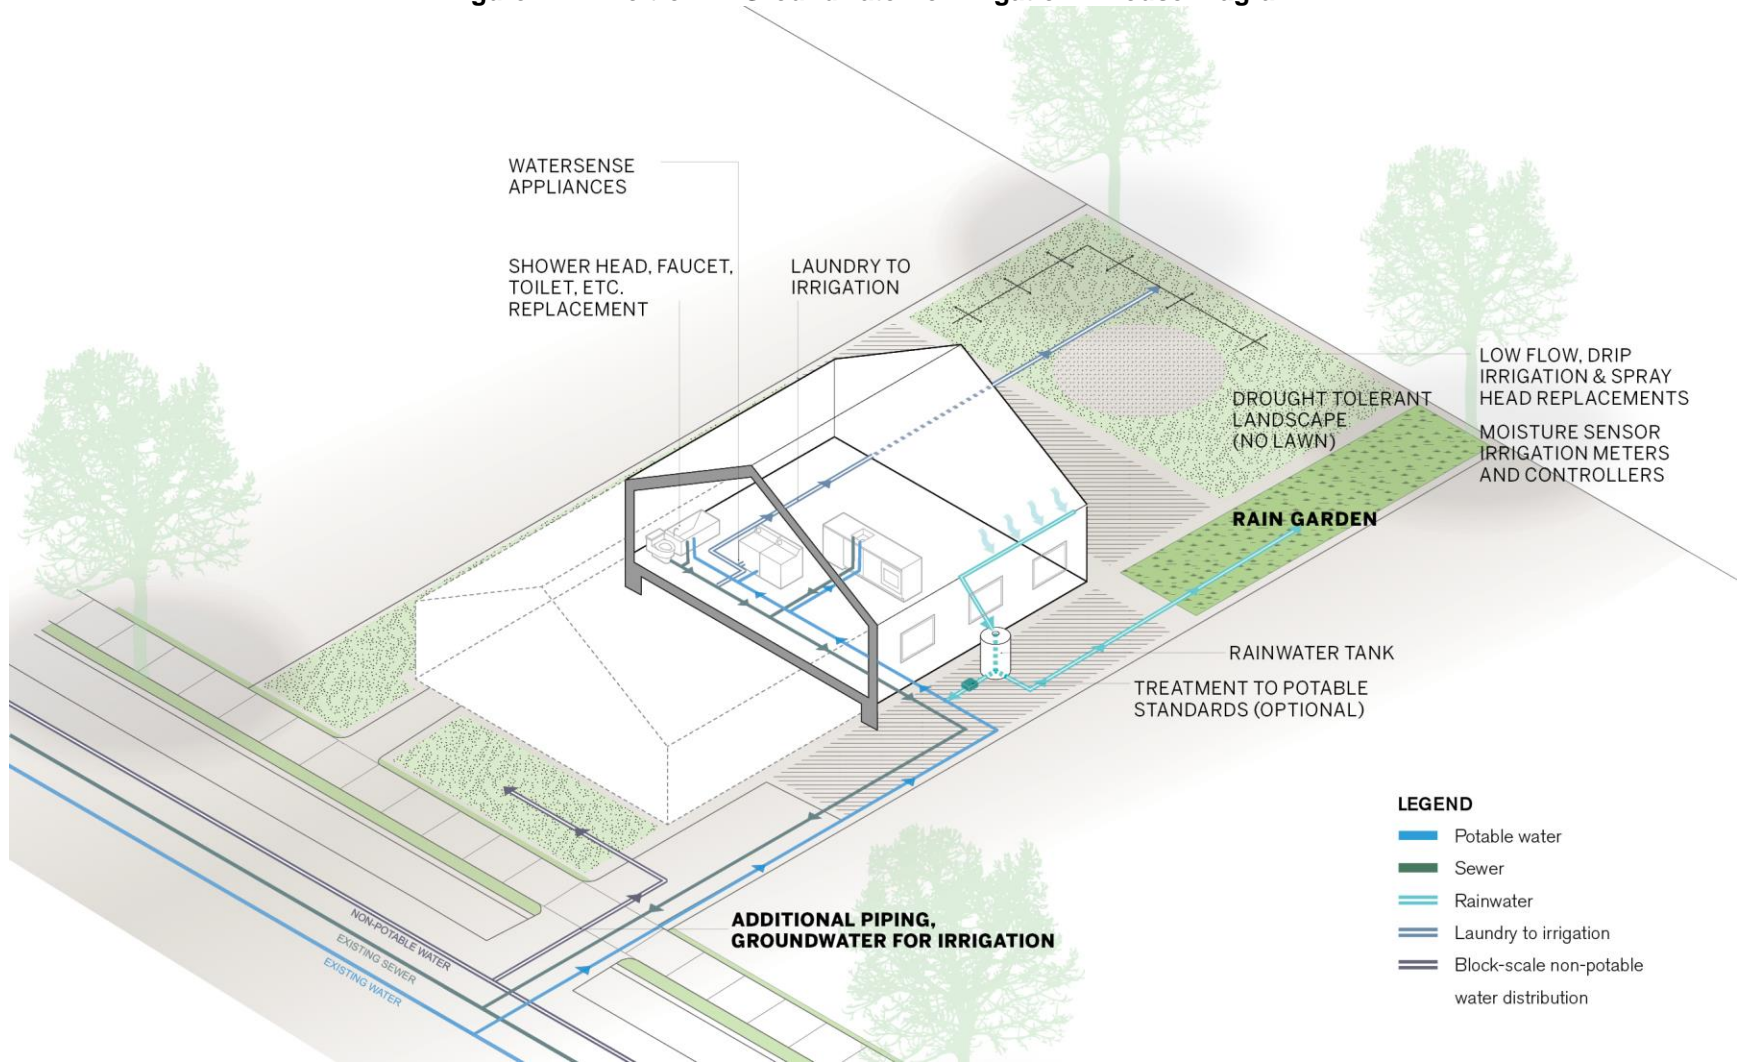 WATERSENSE
APPLIANCES
SHOWER HEAD, FAUCET,
TOILET, ETC.
REPLACEMENT
LAUNDRY TO
IRRIGATION
LOW FLOW, DRIP
IRRIGATION & SPRAY
HEAD REPLACEMENTS
MOISTURE SENSOR
IRRIGATION METERS
AND CONTROLLERS
DROUGHT TOLERANT
LANDSCAPE
(NO LAWN)
RAIN GARDEN
RAINWATER TANK
TREATMENT TO POTABLE
STANDARDS (OPTIONAL)
ADDITIONAL PIPING,
GROUNDWATER FOR IRRIGATION
NON-POTABLE WATER
EXISTING SEWER
EXISTING WATER
LEGEND
Potable water
Sewer
Rainwater
Laundry to irrigation
Block-scale non-potable
water distribution